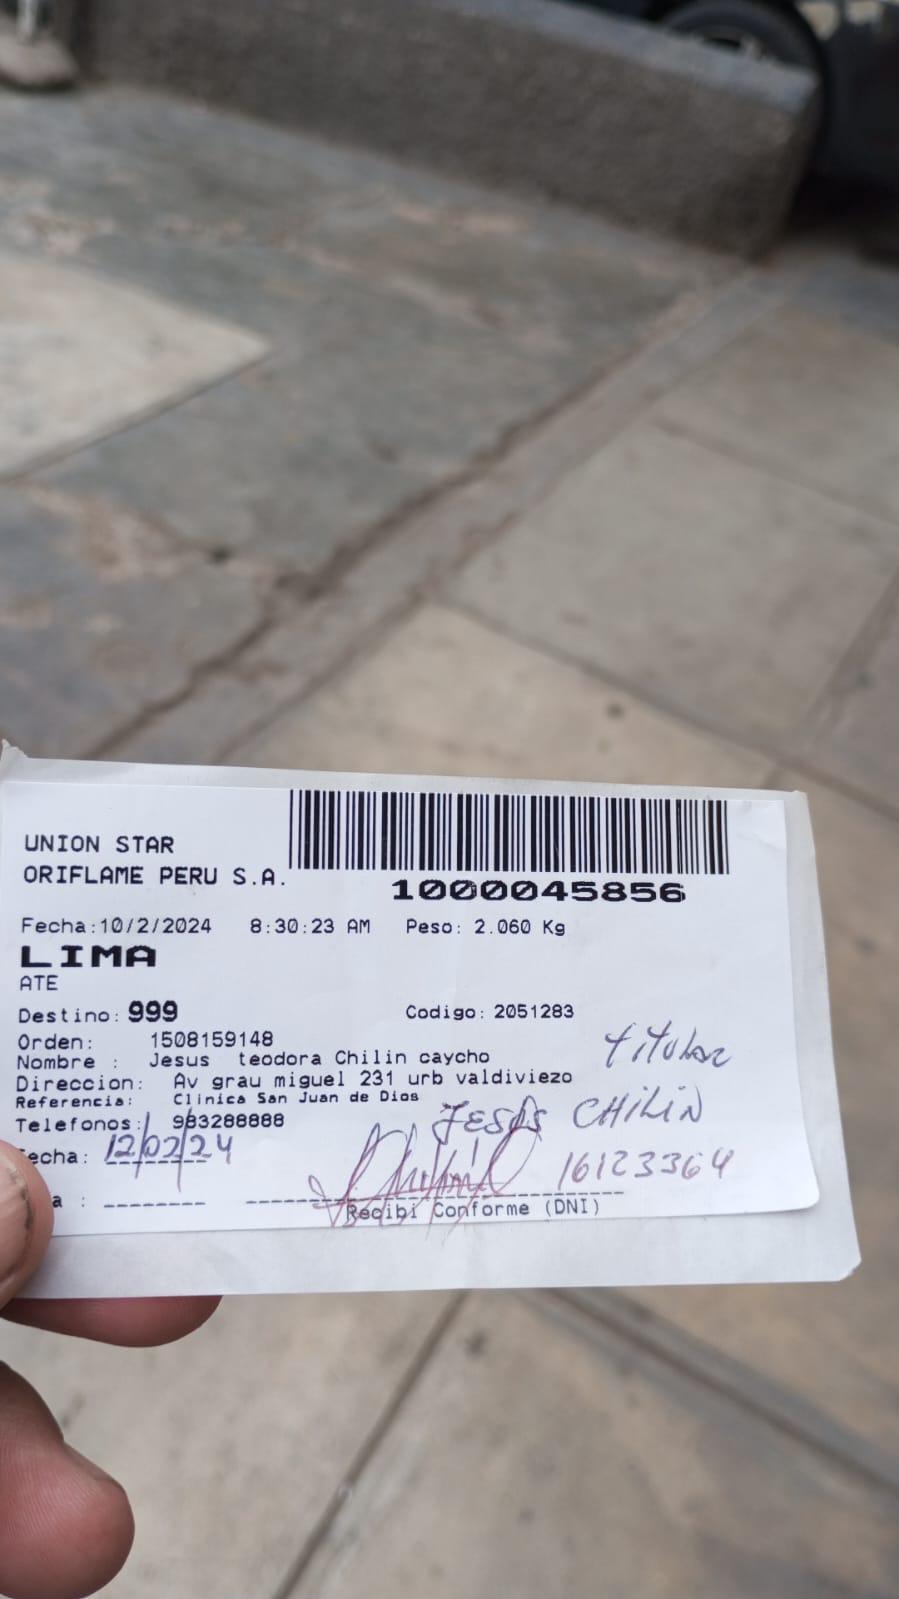 UNION STAR
ORIFLAME PERU S.A.
1000045856
Fecha:10/2/2024 8:30:23 AM Peso: 2.060 Kg
LIMA
ATE
Destino: 999 Codigo: 2051283
Orden: 1508159148
titular
Nombre : Jesus teodora Chilin caycho
Direccion: Av grau miguel 231 urb valdiviezo
Referencia: Clinica San Juan de Dios
Telefonos: 983288888
JESÚS CHILIN
echa: 12/02/24
16123364
a :
Recibi Conforme (DNI)